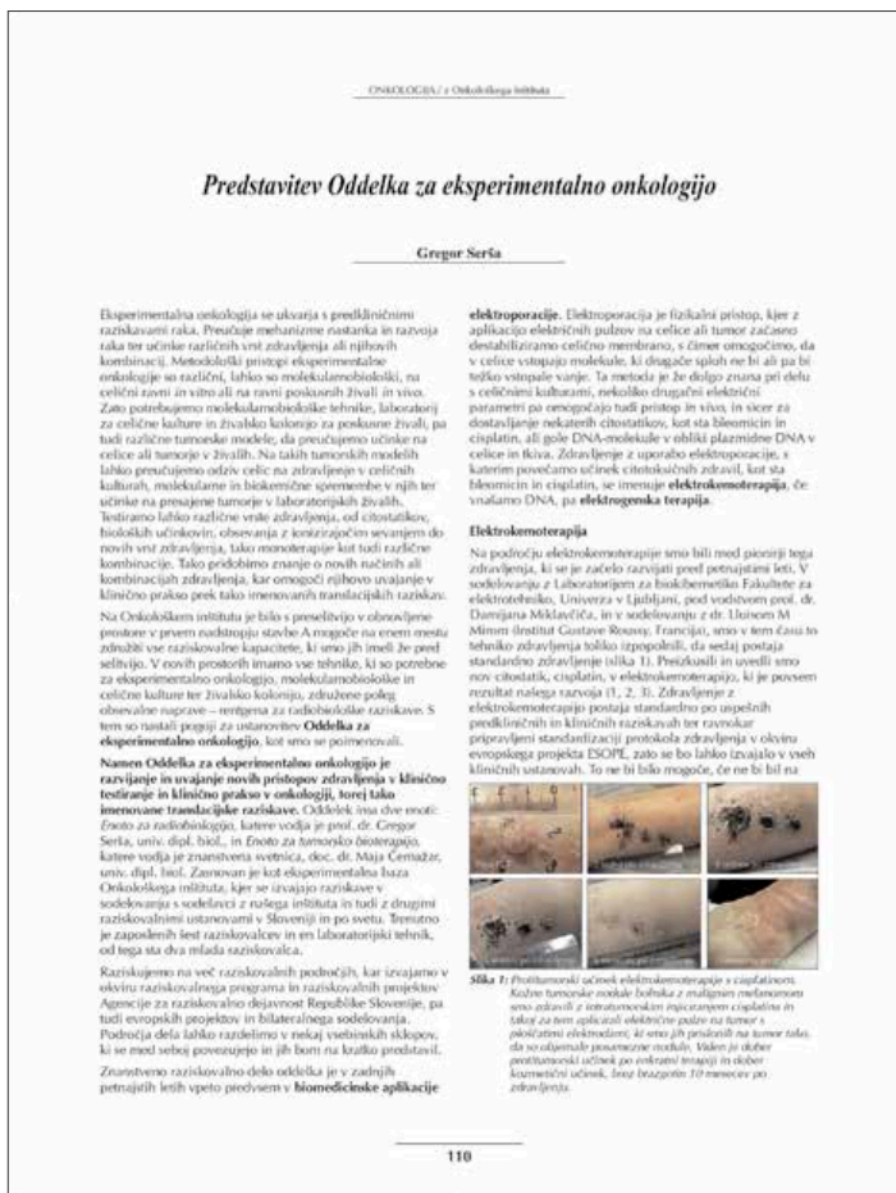 ONKOLOGIJA / z Onkološkega inštituta
Predstavitev Oddelka za eksperimentalno onkologijo
Gregor Serša
Eksperimentalna onkologija se ukvarja s predkliničnimi
raziskavami raka. Preučuje mehanizme nastanka in razvoja
raka ter učinke različnih vrst zdravljenja ali njihovih
kombinacij. Metodološki pristopi eksperimentalne
onkologije so različni, lahko so molekularnobiološki, na
celični ravni in vitro ali na ravni poskusnih živali in vivo.
Zato potrebujemo molekularnobiološke tehnike, laboratorij
za celične kulture in živalsko kolonijo za poskusne živali, pa
tudi različne tumorske modele, da preučujemo učinke na
celice ali tumorje v živalih. Na takih tumorskih modelih
lahko preučujemo odziv celic na zdravljenje v celičnih
kulturah, molekularne in biokemične spremembe v njih ter
učinke na presajene tumorje v laboratorijskih živalih.
Testiramo lahko različne vrste zdravljenja, od citostatikov,
bioloških učinkovin, obsevanja z ionizirajočim sevanjem do
novih vrst zdravljenja, tako monoterapije kot tudi različne
kombinacije. Tako pridobimo znanje o novih načinih ali
kombinacijah zdravljenja, kar omogoči njihovo uvajanje v
klinično prakso prek tako imenovanih translacijskih raziskav.
Na Onkološkem inštitutu je bilo s preselitvijo v obnovljene
prostore v prvem nadstropju stavbe A mogoče na enem mestu
združiti vse raziskovalne kapacitete, ki smo jih imeli že pred
selitvijo. V novih prostorih imamo vse tehnike, ki so potrebne
za eksperimentalno onkologijo, molekularnobiološke in
celične kulture ter živalsko kolonijo, združene poleg
obsevalne naprave – rentgena za radiobiološke raziskave. S
tem so nastali pogoji za ustanovitev Oddelka za
eksperimentalno onkologijo, kot smo se poimenovali.
Namen Oddelka za eksperimentalno onkologijo je
razvijanje in uvajanje novih pristopov zdravljenja v klinično
testiranje in klinično prakso v onkologiji, torej tako
imenovane translacijske raziskave. Oddelek ima dve enoti:
Enoto za radiobiologijo, katere vodja je prof. dr. Gregor
Serša, univ. dipl. biol., in Enoto za tumorsko bioterapijo,
katere vodja je znanstvena svetnica, doc. dr. Maja Čemažar,
univ. dipl. biol. Zasnovan je kot eksperimentalna baza
Onkološkega inštituta, kjer se izvajajo raziskave v
sodelovanju s sodelavci z našega inštituta in tudi z drugimi
raziskovalnimi ustanovami v Sloveniji in po svetu. Trenutno
je zaposlenih šest raziskovalcev in en laboratorijski tehnik,
od tega sta dva mlada raziskovalca.
Raziskujemo na več raziskovalnih področjih, kar izvajamo v
okviru raziskovalnega programa in raziskovalnih projektov
Agencije za raziskovalno dejavnost Republike Slovenije, pa
tudi evropskih projektov in bilateralnega sodelovanja.
Področja dela lahko razdelimo v nekaj vsebinskih sklopov,
ki se med seboj povezujejo in jih bom na kratko predstavil.
Znanstveno raziskovalno delo oddelka je v zadnjih
petnajstih letih vpeto predvsem v biomedicinske aplikacije
elektroporacije. Elektroporacija je fizikalni pristop, kjer z
aplikacijo električnih pulzov na celice ali tumor začasno
destabiliziramo celično membrano, s čimer omogočimo, da
v celice vstopajo molekule, ki drugače sploh ne bi ali pa bi
težko vstopale vanje. Ta metoda je že dolgo znana pri delu
s celičnimi kulturami, nekoliko drugačni električni
parametri pa omogočajo tudi pristop in vivo, in sicer za
dostavljanje nekaterih citostatikov, kot sta bleomicin in
cisplatin, ali gole DNA-molekule v obliki plazmidne DNA v
celice in tkiva. Zdravljenje z uporabo elektroporacije, s
katerim povečamo učinek citotoksičnih zdravil, kot sta
bleomicin in cisplatin, se imenuje elektrokemoterapija, če
vnašamo DNA, pa elektrogenska terapija.
Elektrokemoterapija
Na področju elektrokemoterapije smo bili med pionirji tega
zdravljenja, ki se je začelo razvijati pred petnajstimi leti. V
sodelovanju z Laboratorijem za biokibernetiko Fakultete za
elektrotehniko, Univerza v Ljubljani, pod vodstvom prof. dr.
Damijana Miklavčiča, in v sodelovanju z dr. Lluisom M
Mirom (Institut Gustave Roussy, Francija), smo v tem času to
tehniko zdravljenja toliko izpopolnili, da sedaj postaja
standardno zdravljenje (slika 1). Preizkusili in uvedli smo
nov citostatik, cisplatin, v elektrokemoterapijo, ki je povsem
rezultat našega razvoja (1, 2, 3). Zdravljenje z
elektrokemoterapijo postaja standardno po uspešnih
predkliničnih in kliničnih raziskavah ter ravnokar
pripravljeni standardizaciji protokola zdravljenja v okviru
evropskega projekta ESOPE, zato se bo lahko izvajalo v vseh
kliničnih ustanovah. To ne bi bilo mogoče, če ne bi bil na
Slika 1: Protitumorski učinek elektrokemoterapije s cisplatinom.
Kožne tumorske nodule bolnika z malignim melanomom
smo zdravili z intratumorskim injiciranjem cisplatina in
takoj za tem aplicirali električne pulze na tumor s
ploščatimi elektrodami, ki smo jih prislonili na tumor tako,
da so objemale posamezne nodule. Viden je dober
protitumorski učinek po enkratni terapiji in dober
kozmetični učinek, brez brazgotin 10 mesecev po
zdravljenju.
110